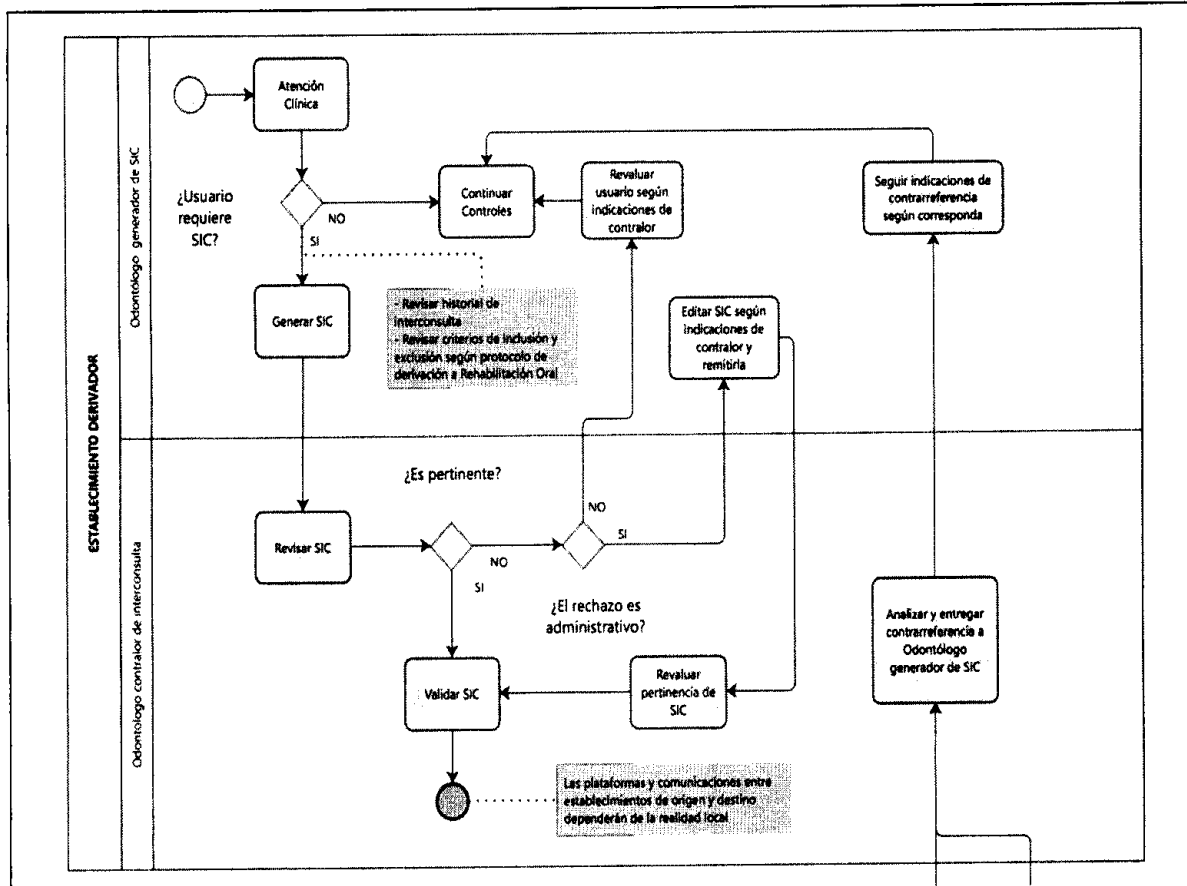 ESTABLECIMIENTO DERIVADOR
Odontólogo generador de SIC
Atención
Clínica
¿Usuario
requiere
SIC?
NO
SI
Continuar
Controles
Revaluar
usuario según
indicaciones de
contralor
Seguir indicaciones de
contrarreferencia
según corresponda
Generar SIC
- Revisar historial de
interconsulta
- Revisar criterios de inclusión y
exclusión según protocolo de
derivación a Rehabilitación Oral
Editar SIC según
indicaciones de
contralor y
remitirla
Odontologo contralor de interconsulta
¿Es pertinente?
Revisar SIC
NO
SI
NO
SI
¿El rechazo es
administrativo?
Validar SIC
Revaluar
pertinencia de
SIC
Analizar y entregar
contrarreferencia a
Odontólogo
generador de SIC
Las plataformas y comunicaciones entre
establecimientos de origen y destino
dependerán de la realidad local